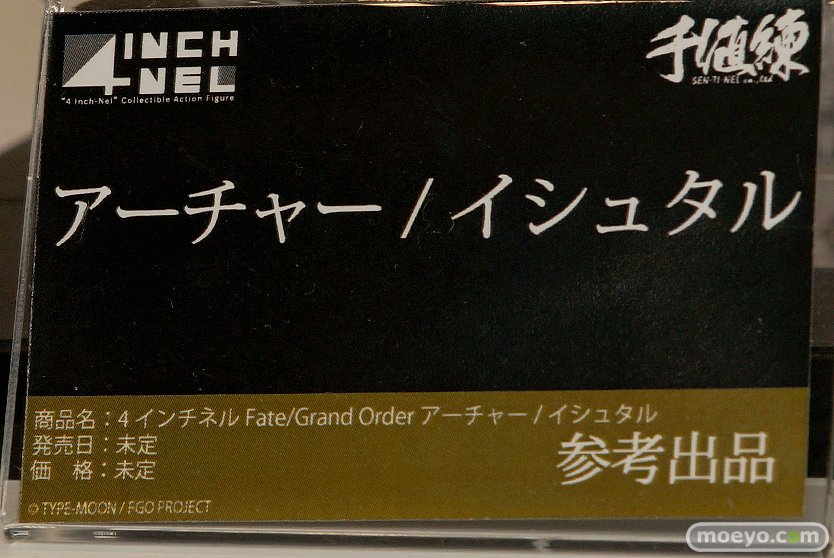 4INCH
-NEL
"4 Inch-Nel" Collectible Action Figure
千値練
SEN-TI-NEL co.,ltd
アーチャー / イシュタル
商品名：4 インチネル Fate/Grand Order アーチャー / イシュタル
発売日：未定
価　格：未定
参考出品
© TYPE-MOON / FGO PROJECT
moeyo.com